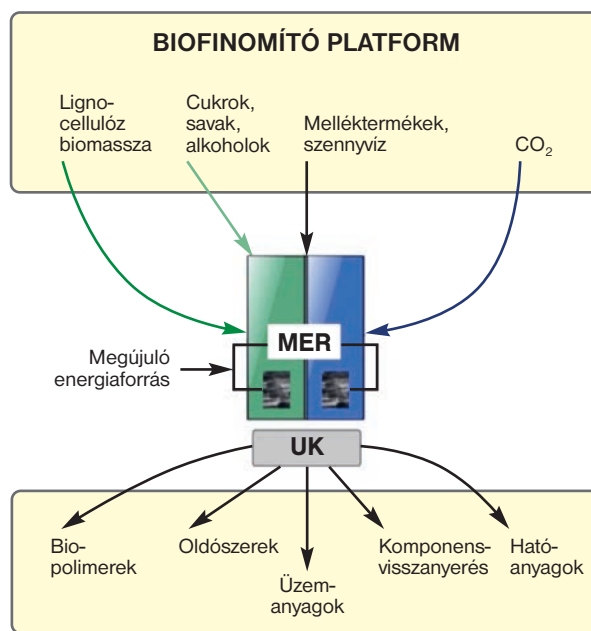 BIOFINOMÍTÓ PLATFORM
Ligno-
cellulóz
biomassza
Cukrok,
savak,
alkoholok
Melléktermékek,
szennyvíz
CO₂
MER
Megújuló
energiaforrás
UK
Bio-
polimerek
Oldószerek
Üzem-
anyagok
Komponens-
visszanyerés
Ható-
anyagok